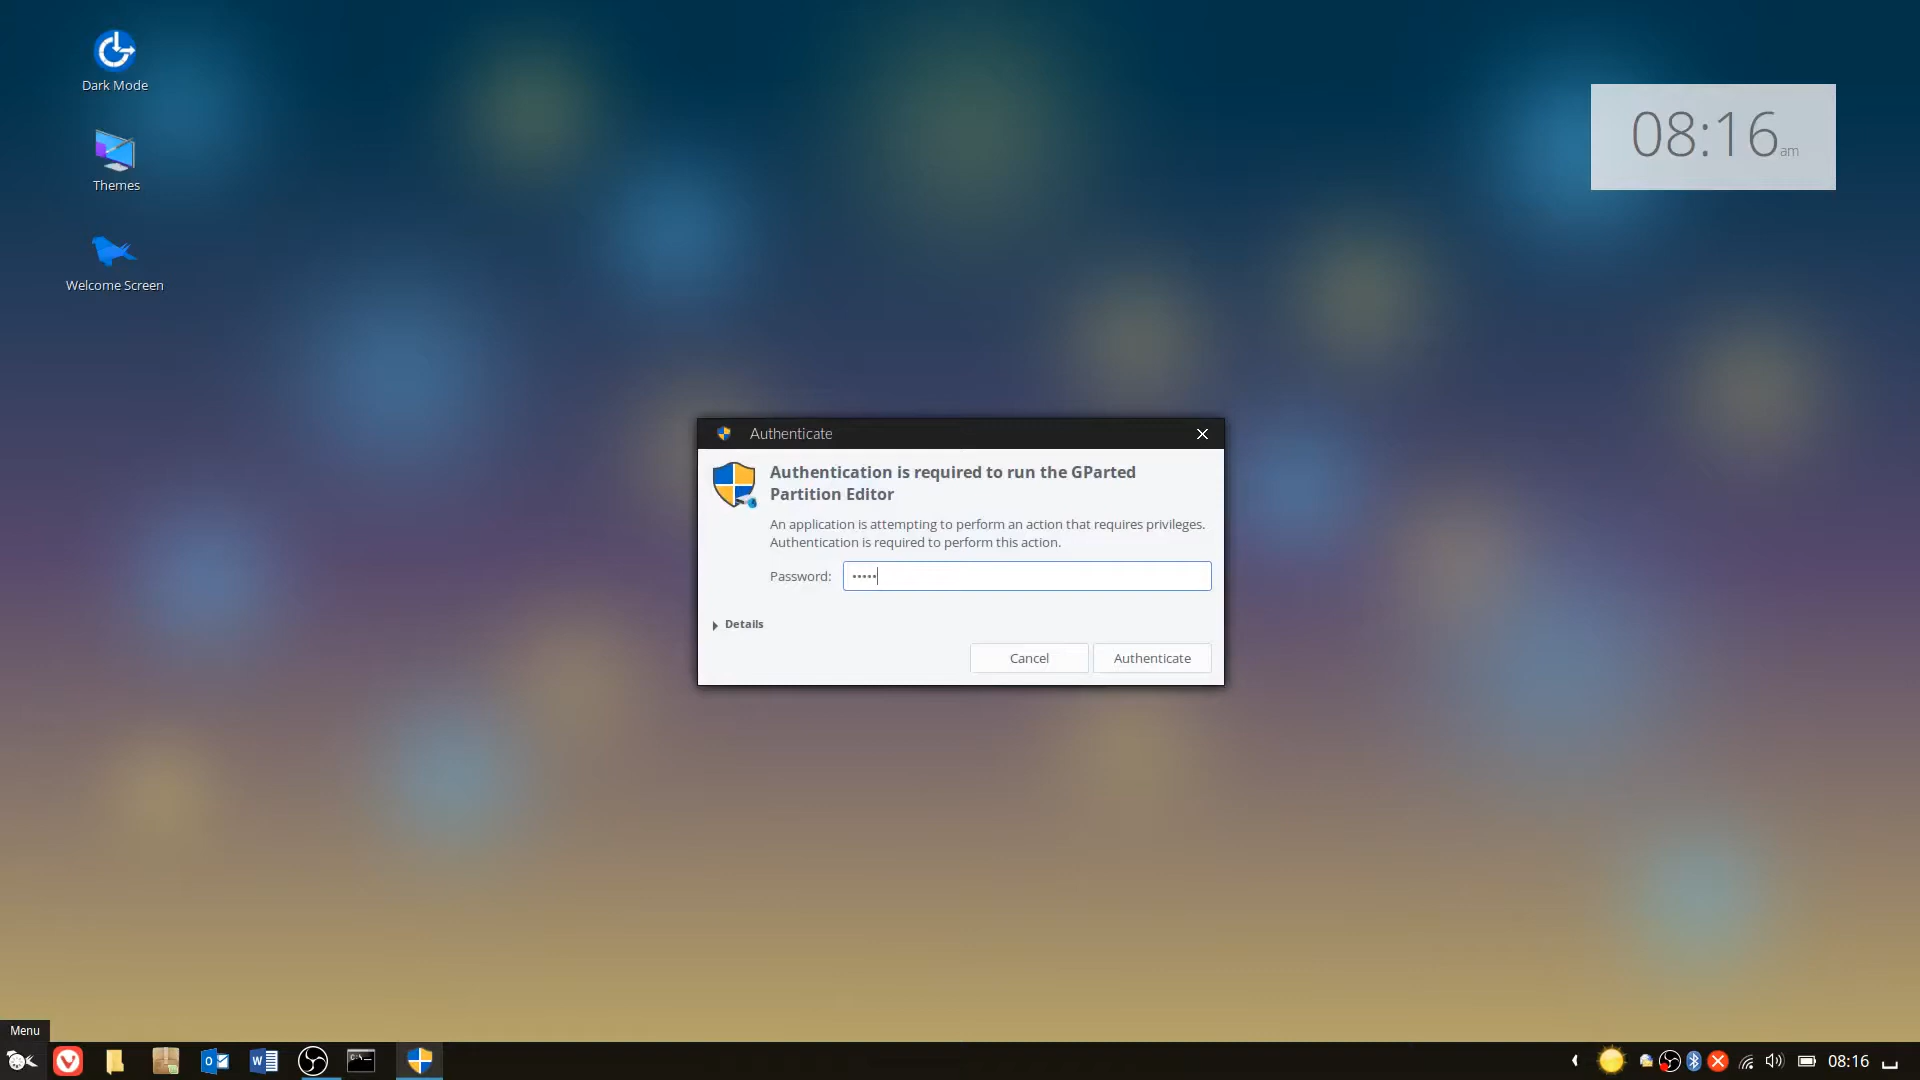 Dark Mode
Themes
Welcome Screen
08:16am
Authenticate
Authentication is required to run the GParted
Partition Editor
An application is attempting to perform an action that requires privileges.
Authentication is required to perform this action.
Password: •••••
Details
Cancel
Authenticate
Menu
08:16